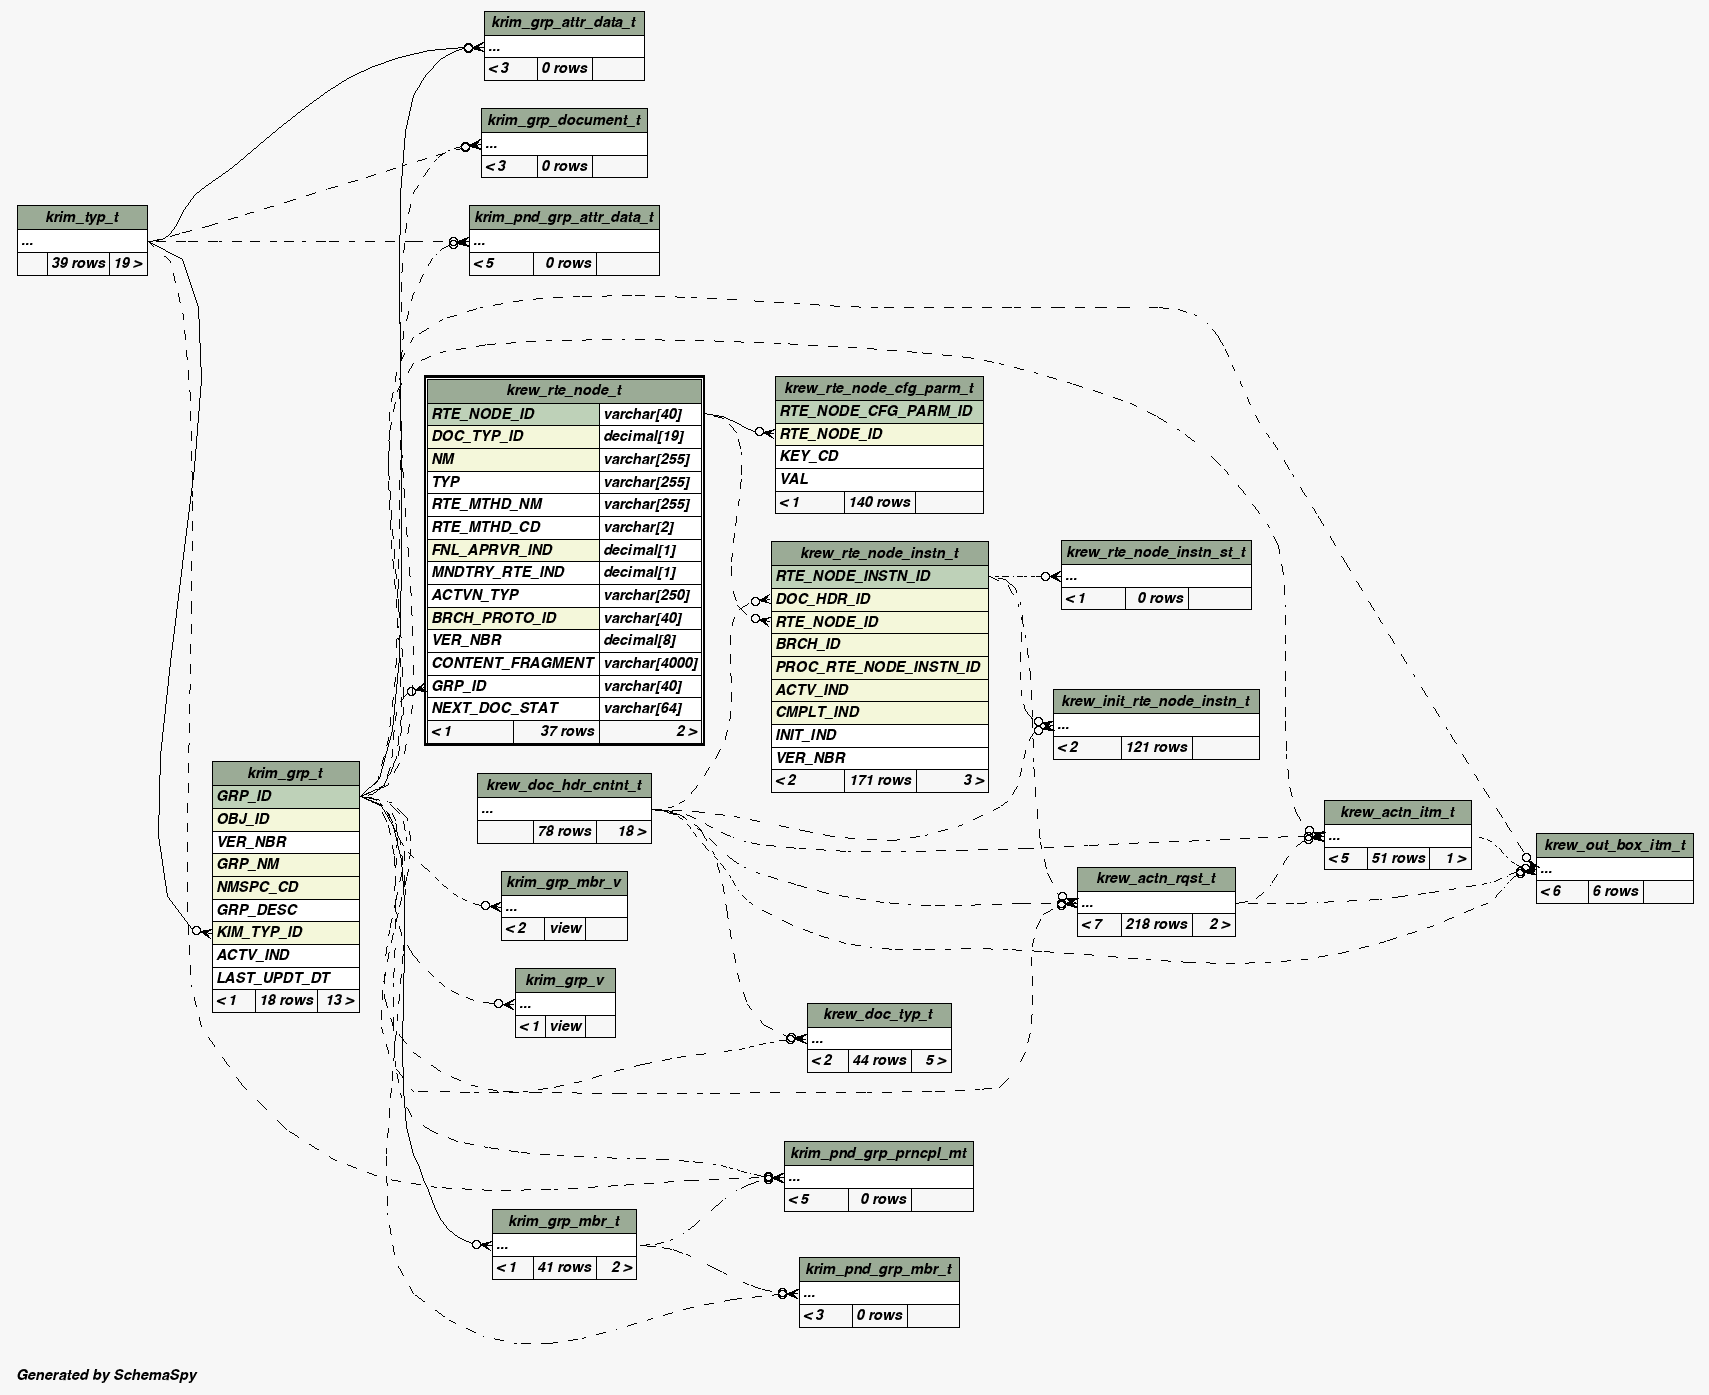 krim_grp_attr_data_t
...
< 3 0 rows
krim_grp_document_t
...
< 3 0 rows
krim_typ_t
...
39 rows 19 >
krim_pnd_grp_attr_data_t
...
< 5 0 rows
krew_rte_node_t
RTE_NODE_ID varchar[40]
DOC_TYP_ID decimal[19]
NM varchar[255]
TYP varchar[255]
RTE_MTHD_NM varchar[255]
RTE_MTHD_CD varchar[2]
FNL_APRVR_IND decimal[1]
MNDTRY_RTE_IND decimal[1]
ACTVN_TYP varchar[250]
BRCH_PROTO_ID varchar[40]
VER_NBR decimal[8]
CONTENT_FRAGMENT varchar[4000]
GRP_ID varchar[40]
NEXT_DOC_STAT varchar[64]
< 1 37 rows 2 >
krew_rte_node_cfg_parm_t
RTE_NODE_CFG_PARM_ID
RTE_NODE_ID
KEY_CD
VAL
< 1 140 rows
krew_rte_node_instn_t
RTE_NODE_INSTN_ID
DOC_HDR_ID
RTE_NODE_ID
BRCH_ID
PROC_RTE_NODE_INSTN_ID
ACTV_IND
CMPLT_IND
INIT_IND
VER_NBR
< 2 171 rows 3 >
krew_rte_node_instn_st_t
...
< 1 0 rows
krew_init_rte_node_instn_t
...
< 2 121 rows
krim_grp_t
GRP_ID
OBJ_ID
VER_NBR
GRP_NM
NMSPC_CD
GRP_DESC
KIM_TYP_ID
ACTV_IND
LAST_UPDT_DT
< 1 18 rows 13 >
krew_doc_hdr_cntnt_t
...
78 rows 18 >
krew_actn_itm_t
...
< 5 51 rows 1 >
krew_out_box_itm_t
...
< 6 6 rows
krew_actn_rqst_t
...
< 7 218 rows 2 >
krim_grp_mbr_v
...
< 2 view
krim_grp_v
...
< 1 view
krew_doc_typ_t
...
< 2 44 rows 5 >
krim_pnd_grp_prncpl_mt
...
< 5 0 rows
krim_grp_mbr_t
...
< 1 41 rows 2 >
krim_pnd_grp_mbr_t
...
< 3 0 rows
Generated by SchemaSpy